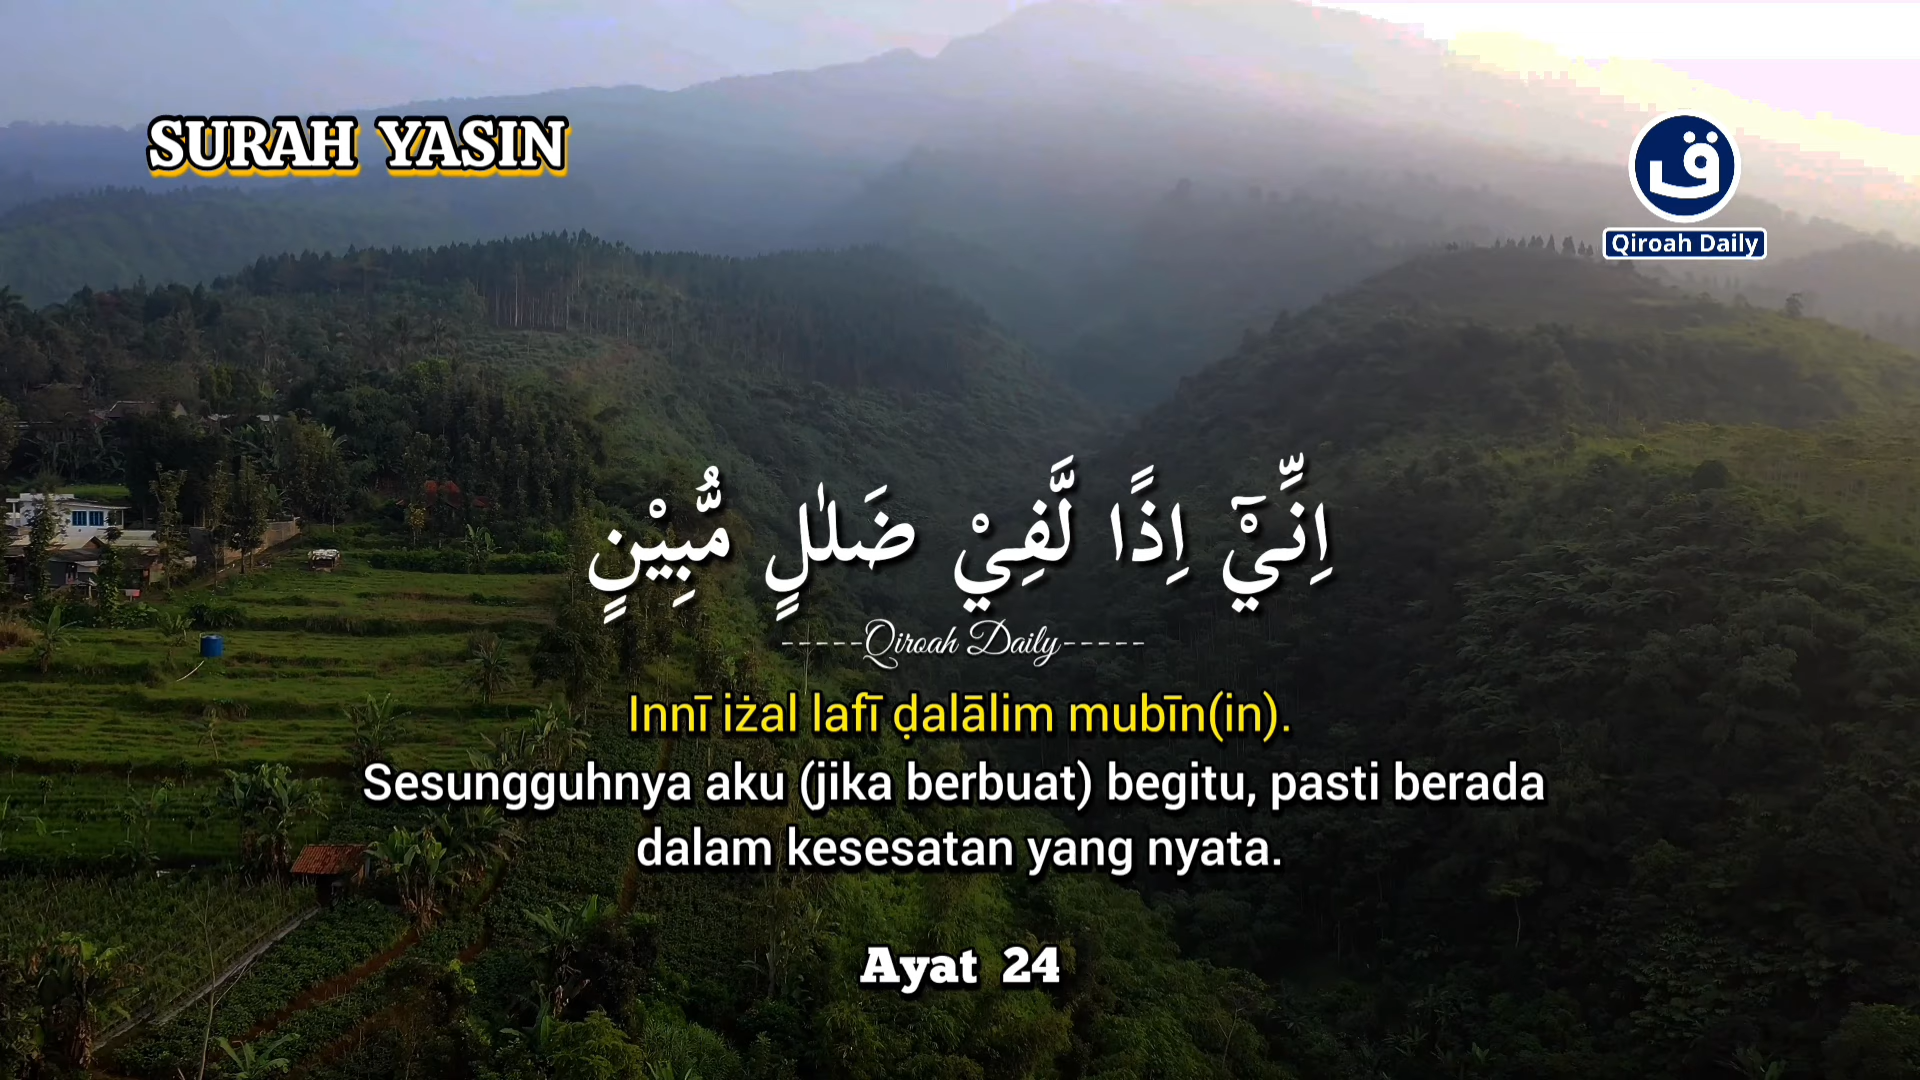 SURAH YASIN
ق
Qiroah Daily
اِنِّيْٓ اِذًا لَّفِيْ ضَلٰلٍ مُّبِيْنٍ
-----Qiroah Daily-----
Innī iżal lafī ḍalālim mubīn(in).
Sesungguhnya aku (jika berbuat) begitu, pasti berada
dalam kesesatan yang nyata.
Ayat 24